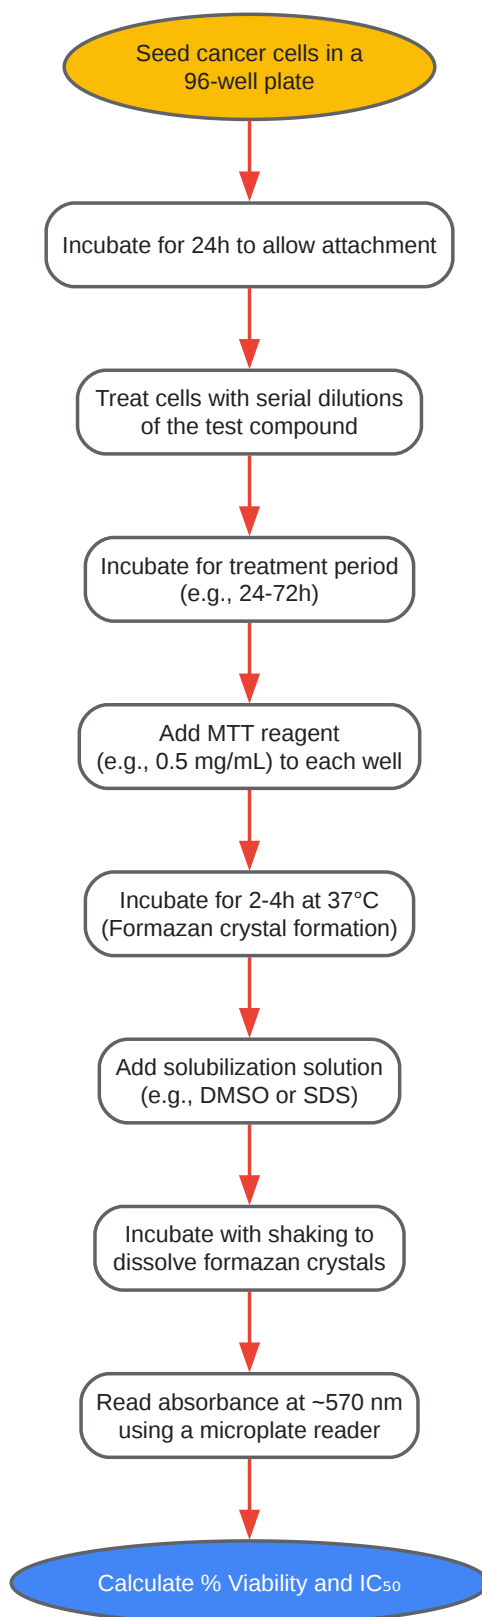 Seed cancer cells in a
96-well plate
Incubate for 24h to allow attachment
Treat cells with serial dilutions
of the test compound
Incubate for treatment period
(e.g., 24-72h)
Add MTT reagent
(e.g., 0.5 mg/mL) to each well
Incubate for 2-4h at 37°C
(Formazan crystal formation)
Add solubilization solution
(e.g., DMSO or SDS)
Incubate with shaking to
dissolve formazan crystals
Read absorbance at ~570 nm
using a microplate reader
Calculate % Viability and IC₅₀